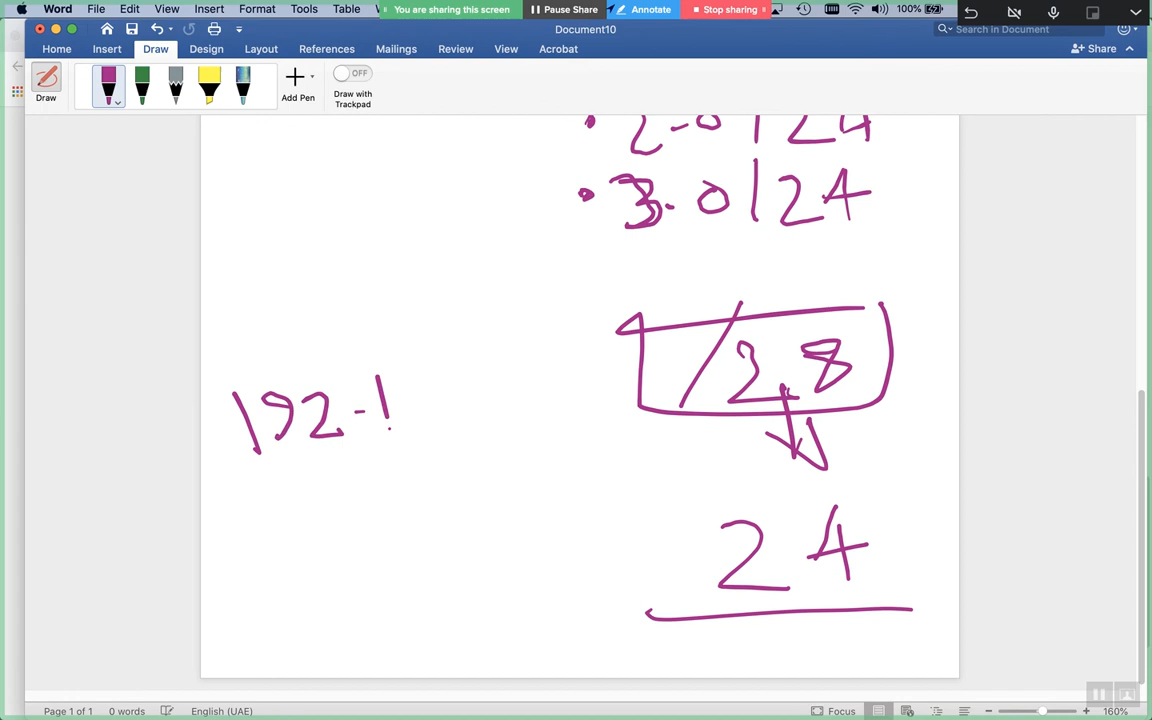 Word File Edit View Insert Format Tools Table You are sharing this screen Pause Share Annotate Stop sharing 100%
Document10 Search In Document
Home Insert Draw Design Layout References Mailings Review View Acrobat Share
OFF
Draw Add Pen Draw with Trackpad
. 2-0 | 24
. 3.0 | 24
/28
192-1
24
Page 1 of 1 0 words English (UAE) Focus 160%